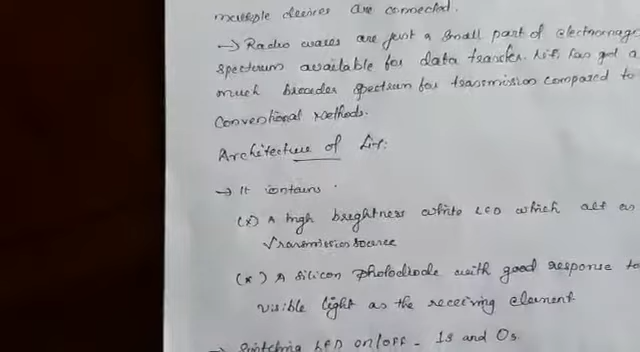 multiple devices are connected.
→ Radio waves are just a small part of electromag
spectrum available for data transfer. Li-Fi has got a
much broader spectrum for transmission compared to
conventional methods.
Architecture of Li-Fi:
→ It contains
(x) A high brightness white LED which act as
Transmission source
(x) A silicon photodiode with good response to
visible light as the receiving element
→ Switching LED on/off - 1s and 0s.